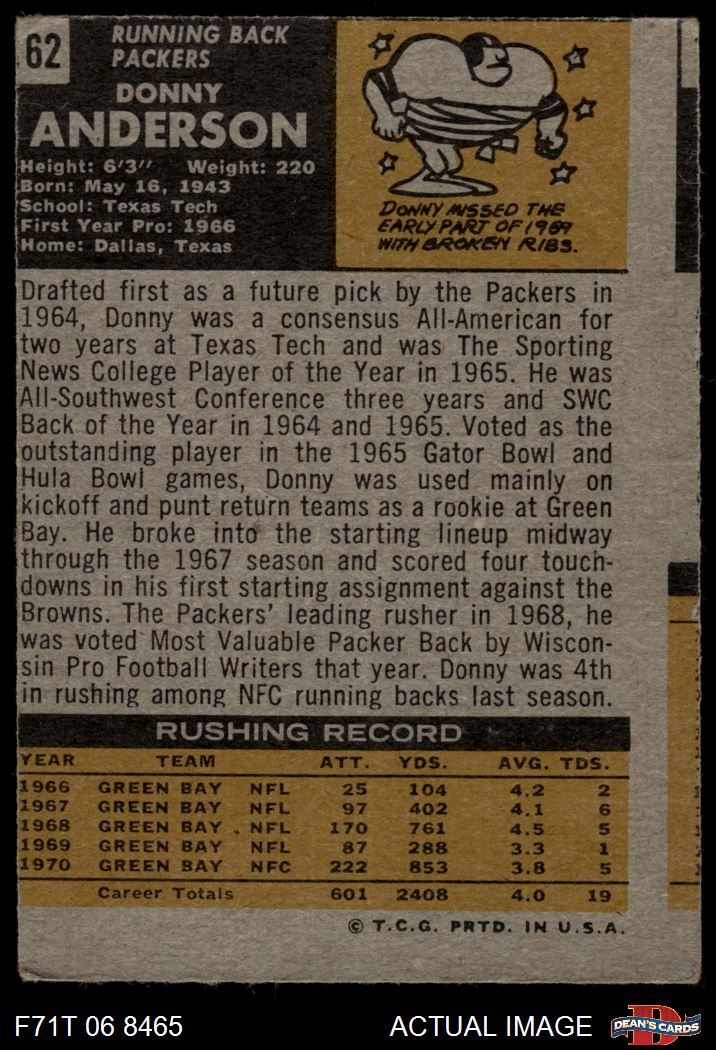 62
RUNNING BACK
PACKERS
DONNY
ANDERSON
Height: 6'3" Weight: 220
Born: May 16, 1943
School: Texas Tech
First Year Pro: 1966
Home: Dallas, Texas
DONNY MISSED THE
EARLY PART OF 1969
WITH BROKEN RIBS.
Drafted first as a future pick by the Packers in
1964, Donny was a consensus All-American for
two years at Texas Tech and was The Sporting
News College Player of the Year in 1965. He was
All-Southwest Conference three years and SWC
Back of the Year in 1964 and 1965. Voted as the
outstanding player in the 1965 Gator Bowl and
Hula Bowl games, Donny was used mainly on
kickoff and punt return teams as a rookie at Green
Bay. He broke into the starting lineup midway
through the 1967 season and scored four touch-
downs in his first starting assignment against the
Browns. The Packers' leading rusher in 1968, he
was voted Most Valuable Packer Back by Wiscon-
sin Pro Football Writers that year. Donny was 4th
in rushing among NFC running backs last season.
RUSHING RECORD
YEAR TEAM ATT. YDS. AVG. TDS.
1966 GREEN BAY NFL 25 104 4.2 2
1967 GREEN BAY NFL 97 402 4.1 6
1968 GREEN BAY NFL 170 761 4.5 5
1969 GREEN BAY NFL 87 288 3.3 1
1970 GREEN BAY NFC 222 853 3.8 5
Career Totals 601 2408 4.0 19
© T.C.G. PRTD. IN U.S.A.
F71T 06 8465 ACTUAL IMAGE DEAN'S CARDS